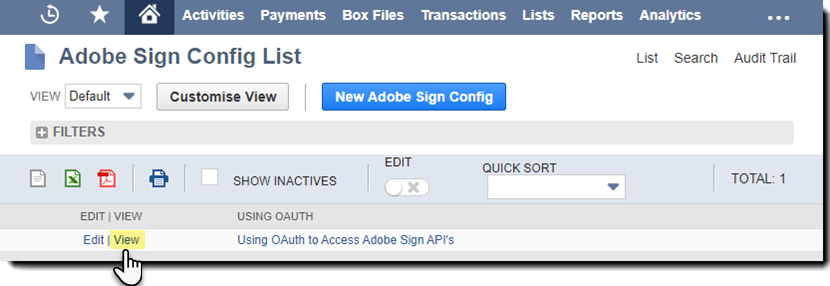 Activities Payments Box Files Transactions Lists Reports Analytics
Adobe Sign Config List
List Search Audit Trail
VIEW Default Customise View New Adobe Sign Config
FILTERS
SHOW INACTIVES EDIT QUICK SORT TOTAL: 1
EDIT | VIEW USING OAUTH
Edit | View Using OAuth to Access Adobe Sign API's